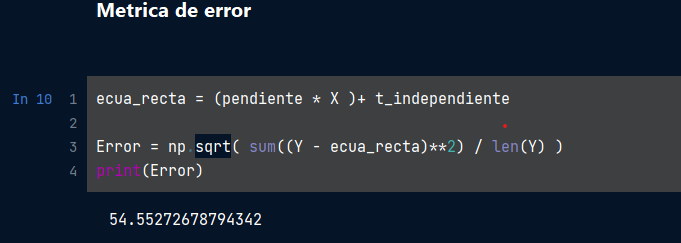 Metrica de error
In 10 1 ecua_recta = (pendiente * X )+ t_independiente
2
3 Error = np.sqrt( sum((Y - ecua_recta)**2) / len(Y) )
4 print(Error)
54.55272678794342